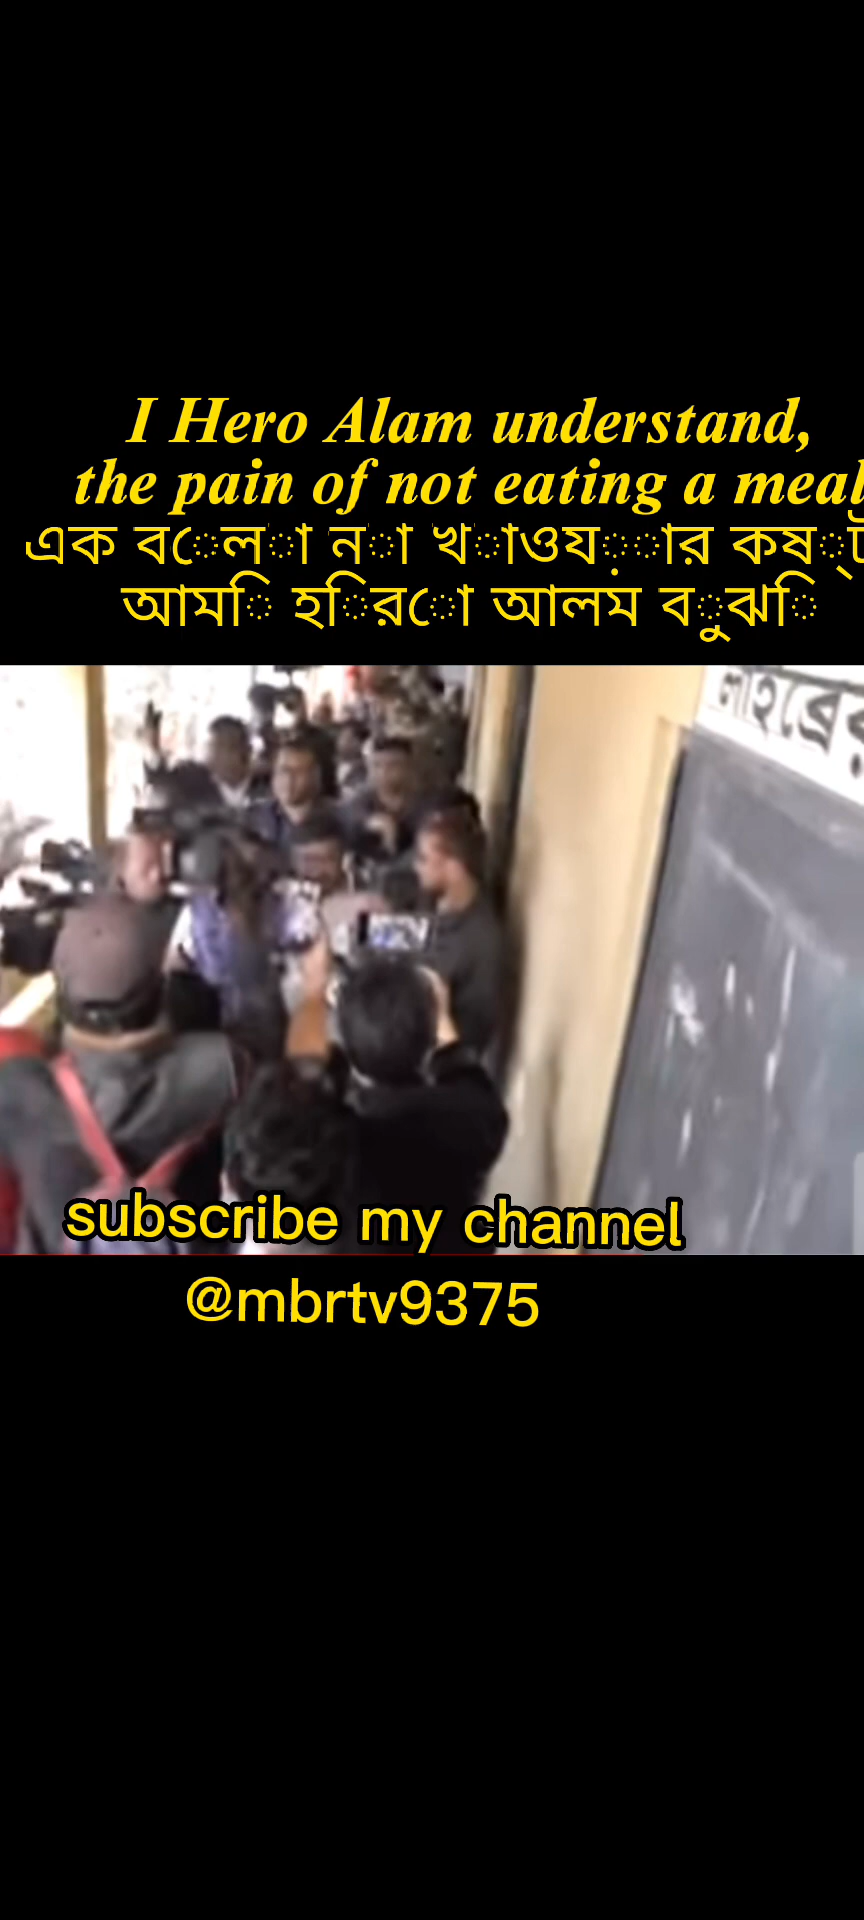 I Hero Alam understand,
the pain of not eating a meal
এক বেলা না খাওয়ার কষ্ট
আমি হিরো আলম বুঝি
subscribe my channel
@mbrtv9375